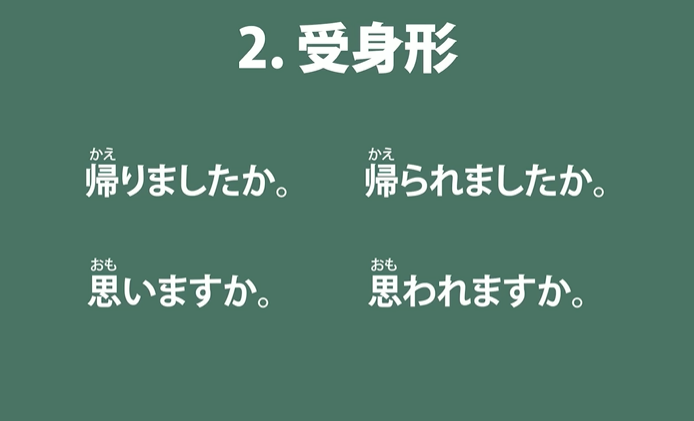 2. 受身形
かえ かえ
帰りましたか。 帰られましたか。
おも おも
思いますか。 思われますか。